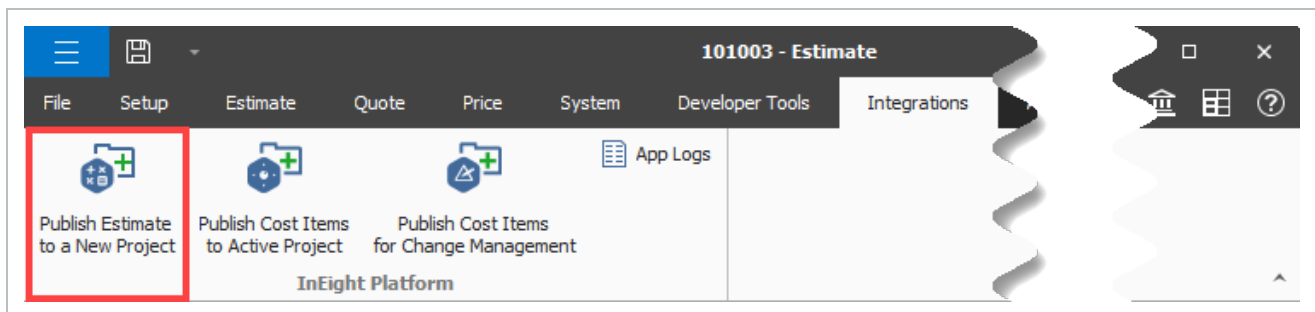 101003 - Estimate
File Setup Estimate Quote Price System Developer Tools Integrations
App Logs
Publish Estimate Publish Cost Items Publish Cost Items
to a New Project to Active Project for Change Management
InEight Platform